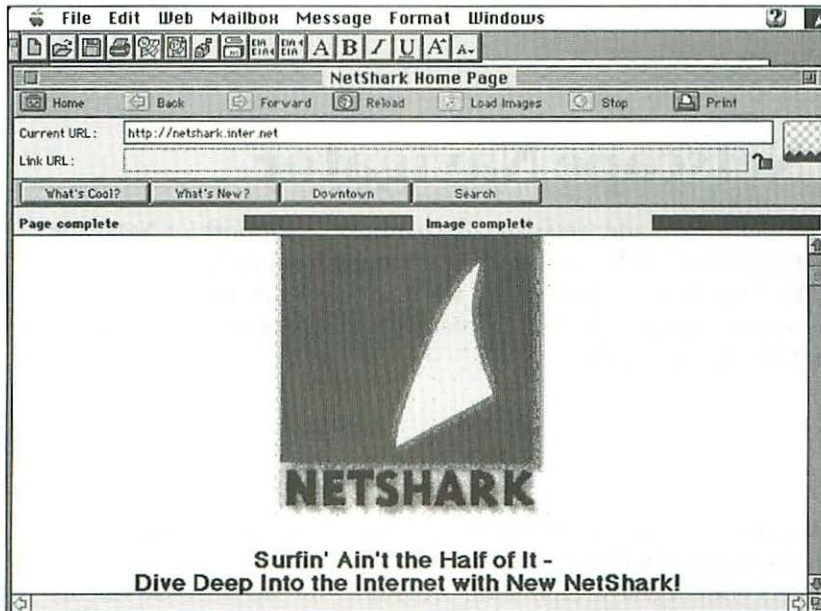 File Edit Web Mailbox Message Format Windows
A B I U A A
NetShark Home Page
Home Back Forward Reload Load Images Stop Print
Current URL: http://netshark.inter.net
Link URL:
What's Cool? What's New? Downtown Search
Page complete Image complete
NETSHARK
Surfin' Ain't the Half of It -
Dive Deep Into the Internet with New NetShark!